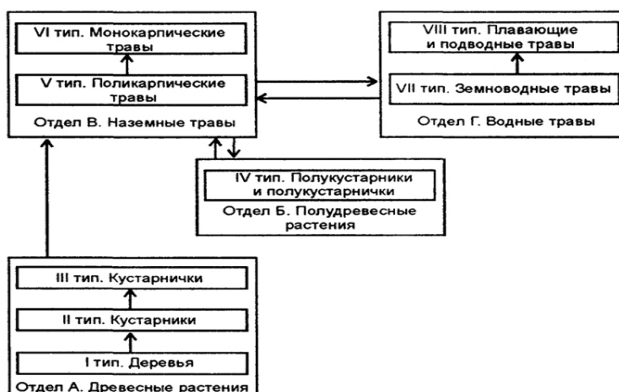 VI тип. Монокарпические
травы
V тип. Поликарпические
травы
Отдел В. Наземные травы
VIII тип. Плавающие
и подводные травы
VII тип. Земноводные травы
Отдел Г. Водные травы
IV тип. Полукустарники
и полукустарнички
Отдел Б. Полудревесные
растения
III тип. Кустарнички
II тип. Кустарники
I тип. Деревья
Отдел А. Древесные растения